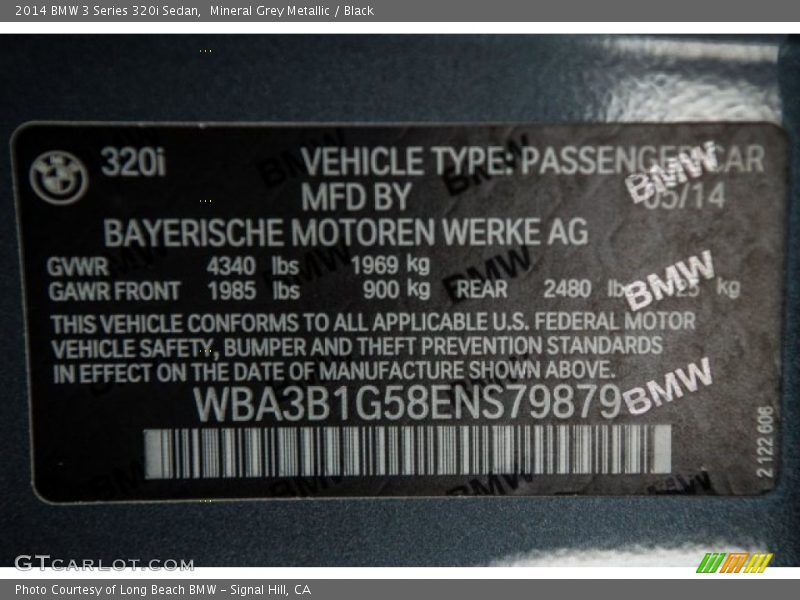 2014 BMW 3 Series 320i Sedan,  Mineral Grey Metallic / Black
320i VEHICLE TYPE: PASSENGER CAR
MFD BY 05/14
BAYERISCHE MOTOREN WERKE AG
GVWR 4340 lbs 1969 kg
GAWR FRONT 1985 lbs 900 kg REAR 2480 lbs kg
THIS VEHICLE CONFORMS TO ALL APPLICABLE U.S. FEDERAL MOTOR
VEHICLE SAFETY, BUMPER AND THEFT PREVENTION STANDARDS
IN EFFECT ON THE DATE OF MANUFACTURE SHOWN ABOVE.
WBA3B1G58ENS79879
2 122 606
BMW
BMW
BMW
GTCARLOT.COM
Photo Courtesy of Long Beach BMW - Signal Hill, CA